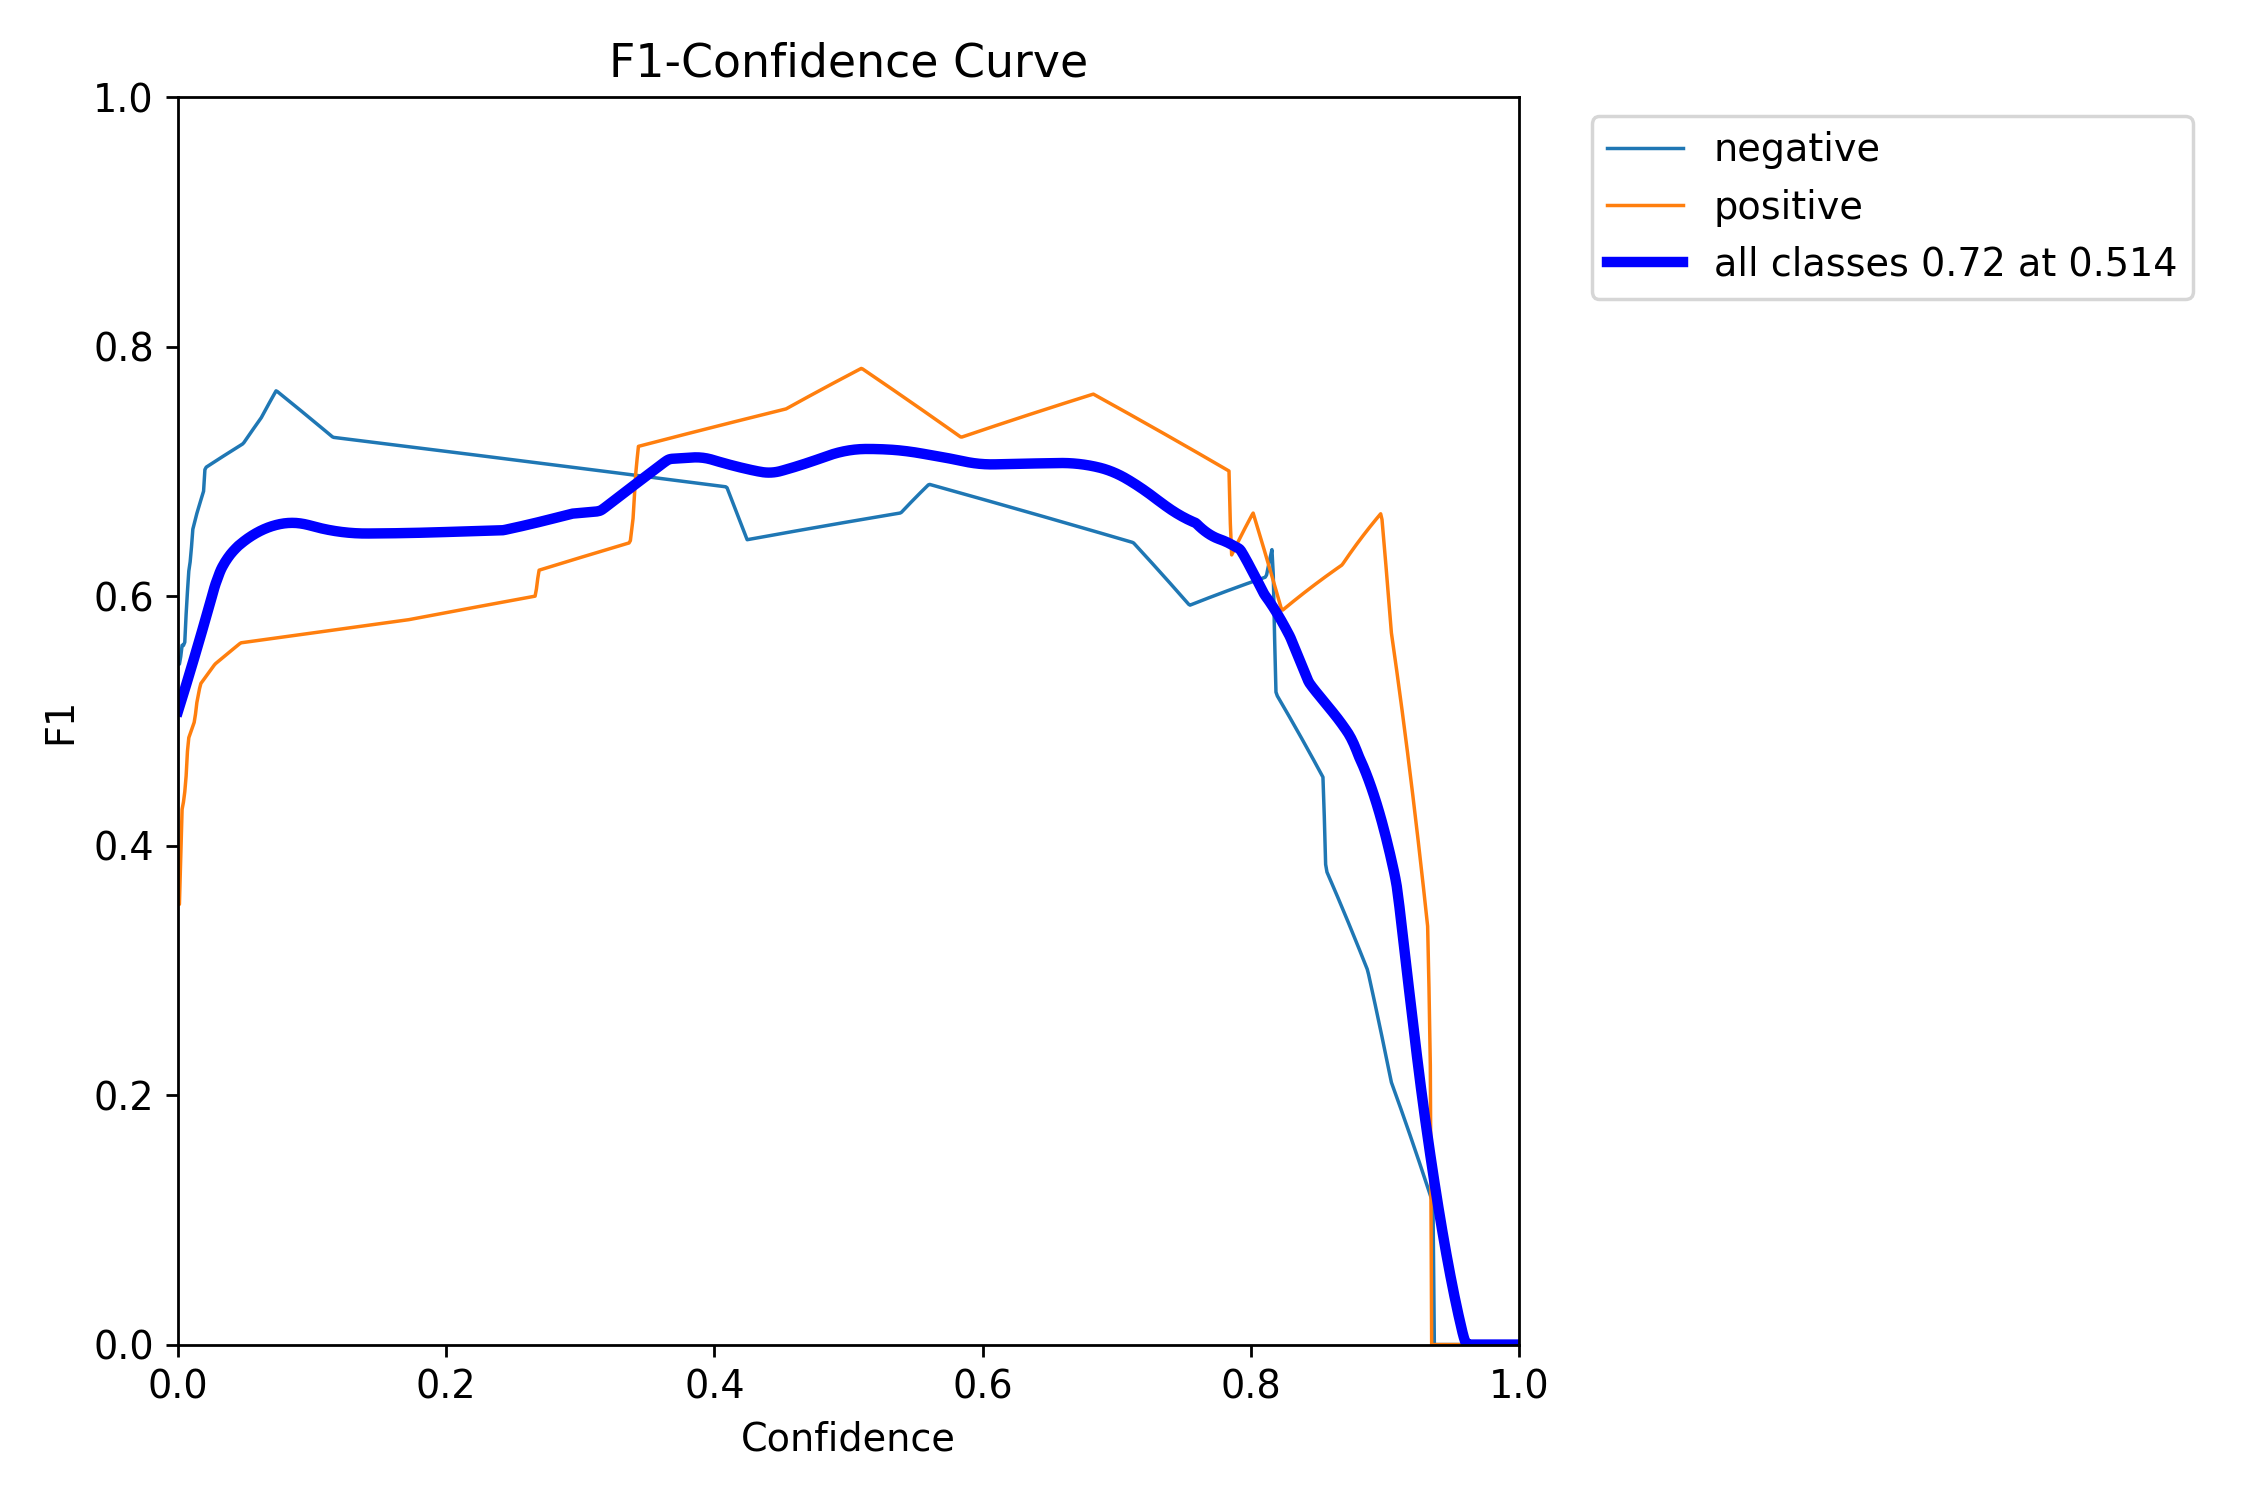 F1-Confidence Curve
1.0
0.8
0.6
0.4
0.2
0.0
F1
0.0 0.2 0.4 0.6 0.8 1.0
Confidence
negative
positive
all classes 0.72 at 0.514